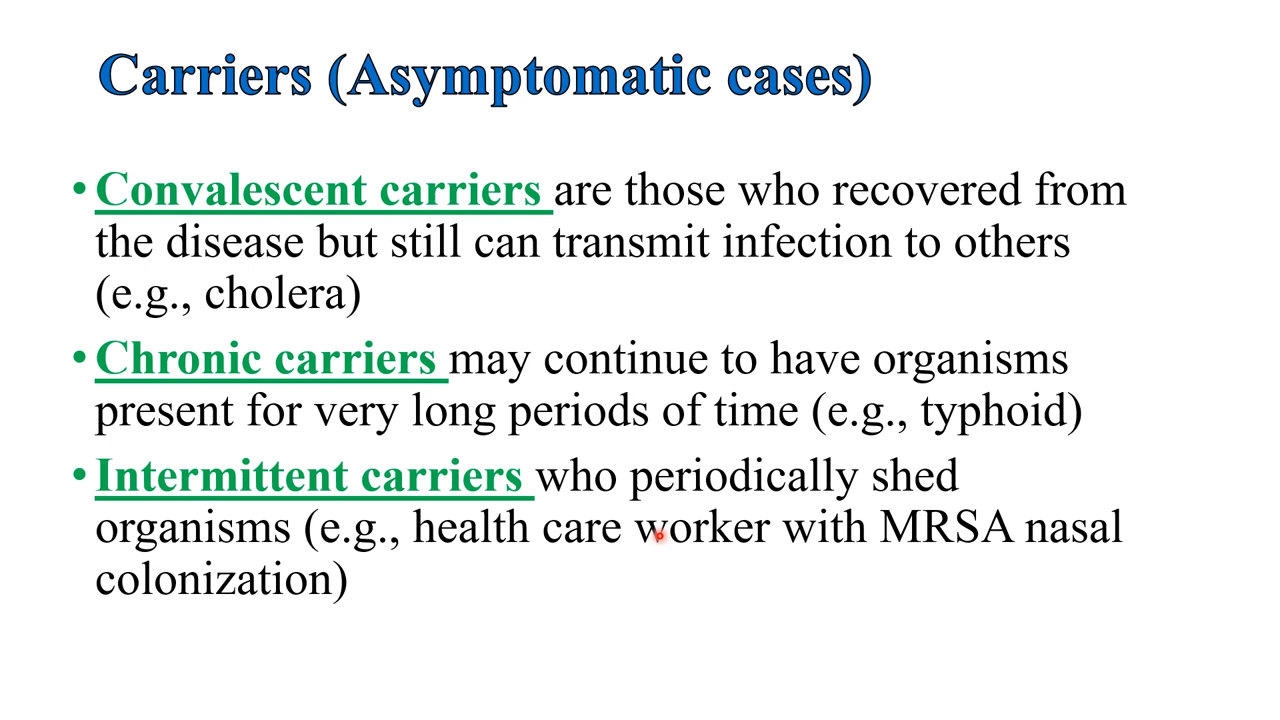 Carriers (Asymptomatic cases)
• Convalescent carriers are those who recovered from
the disease but still can transmit infection to others
(e.g., cholera)
• Chronic carriers may continue to have organisms
present for very long periods of time (e.g., typhoid)
• Intermittent carriers who periodically shed
organisms (e.g., health care worker with MRSA nasal
colonization)